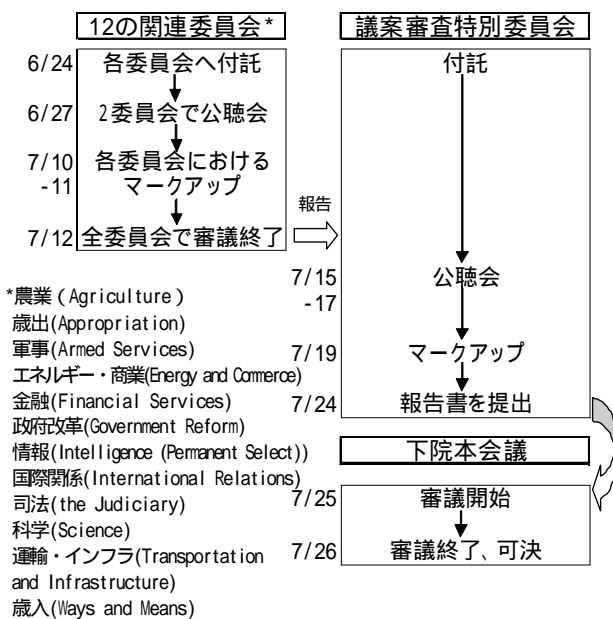 12の関連委員会*
6/24 各委員会へ付託
6/27 2委員会で公聴会
7/10 各委員会における
-11 マークアップ
7/12 全委員会で審議終了
報告
*農業（Agriculture）
歳出(Appropriation)
軍事(Armed Services)
エネルギー・商業(Energy and Commerce)
金融(Financial Services)
政府改革(Government Reform)
情報(Intelligence (Permanent Select))
国際関係(International Relations)
司法(the Judiciary)
科学(Science)
運輸・インフラ(Transportation
and Infrastructure)
歳入(Ways and Means)
議案審査特別委員会
付託
7/15 公聴会
-17
7/19 マークアップ
7/24 報告書を提出
下院本会議
7/25 審議開始
7/26 審議終了、可決